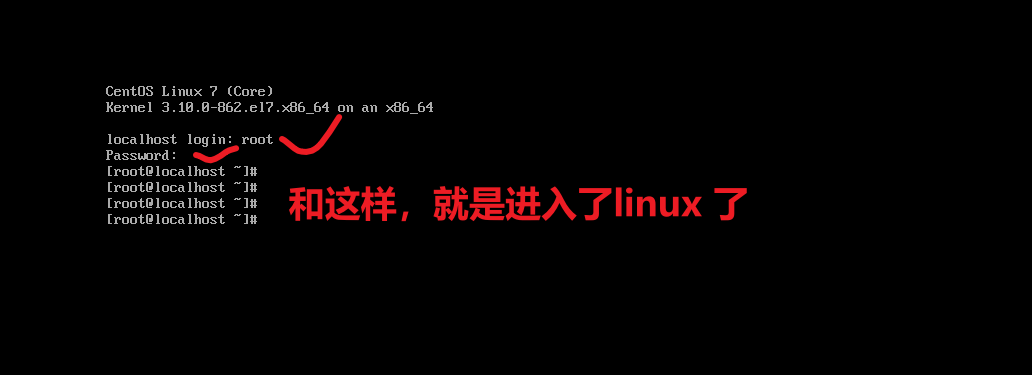 CentOS Linux 7 (Core)
Kernel 3.10.0-862.el7.x86_64 on an x86_64
localhost login: root
Password:
[root@localhost ~]#
[root@localhost ~]#
[root@localhost ~]#
[root@localhost ~]#
和这样，就是进入了linux 了